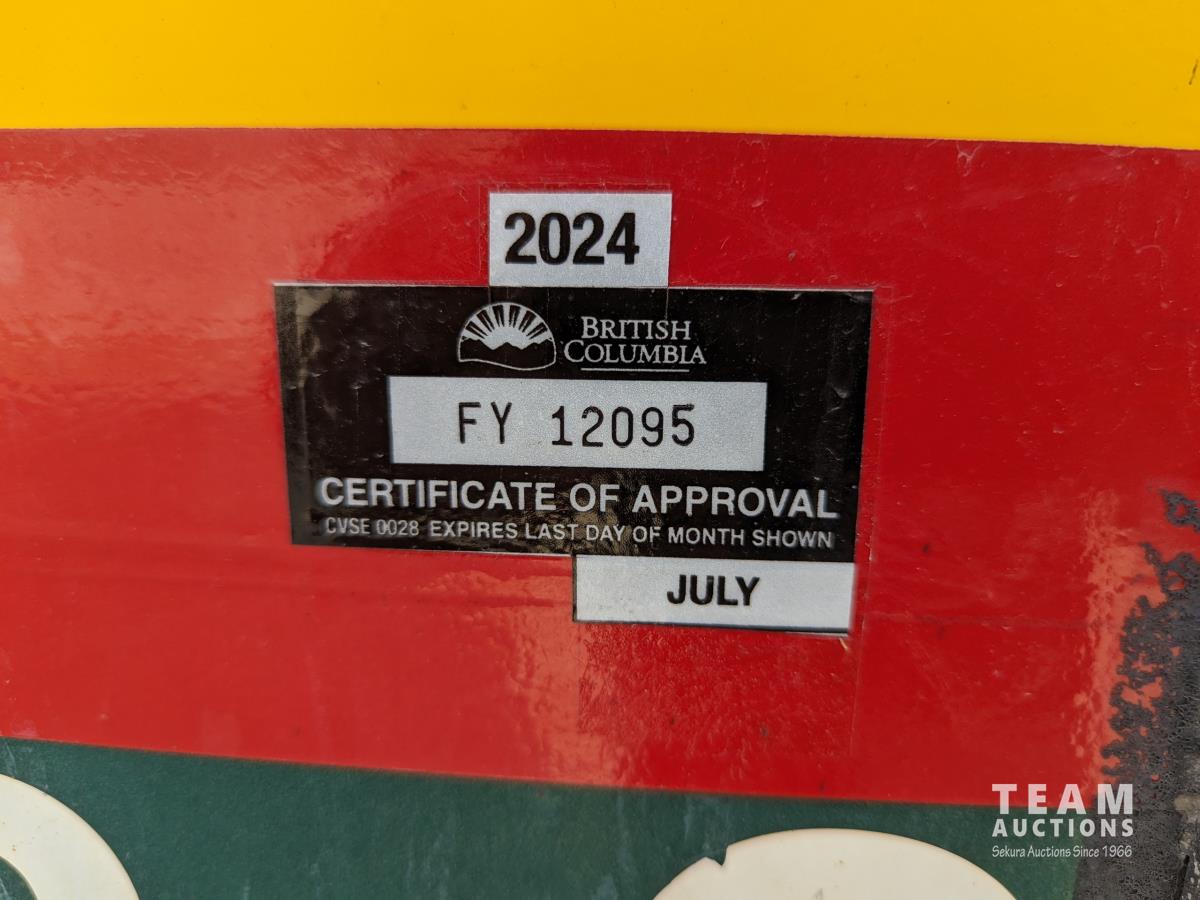 2024
BRITISH
COLUMBIA
FY 12095
CERTIFICATE OF APPROVAL
CVSE 0028 EXPIRES LAST DAY OF MONTH SHOWN
JULY
TEAM
AUCTIONS
Sekura Auctions Since 1966